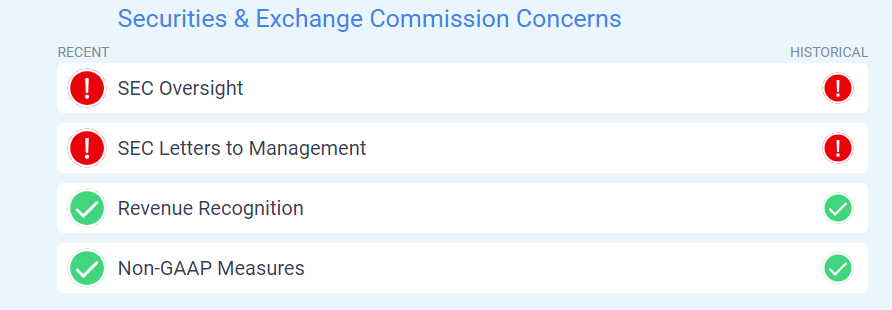 Securities & Exchange Commission Concerns
RECENT HISTORICAL
SEC Oversight
SEC Letters to Management
Revenue Recognition
Non-GAAP Measures